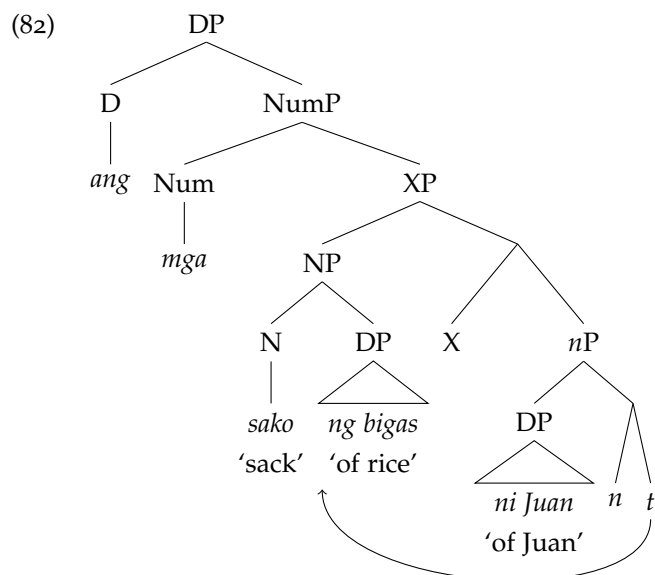 (82) DP
D NumP
ang Num XP
mga NP
N DP X nP
sako ng bigas DP
‘sack’ ‘of rice’ ni Juan n t
‘of Juan’